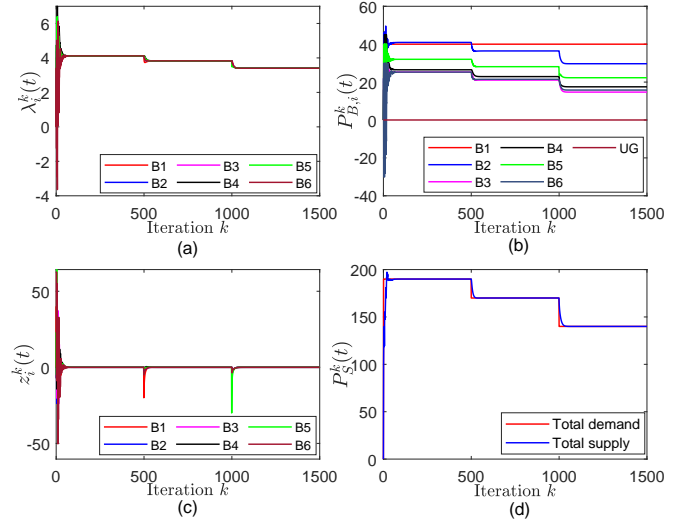 6
4
2
0
-2
-4
λ_i^k(t)
B1 B3 B5
B2 B4 B6
0 500 1000 1500
Iteration k
(a)
60
40
20
0
20
40
P_{B,i}^k(t)
B1 B4 UG
B2 B5
B3 B6
0 500 1000 1500
Iteration k
(b)
50
0
-50
z_i^k(t)
B1 B3 B5
B2 B4 B6
0 500 1000 1500
Iteration k
(c)
200
150
100
50
0
P_S^k(t)
Total demand
Total supply
0 500 1000 1500
Iteration k
(d)